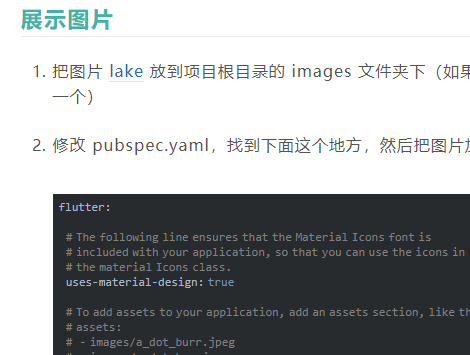 展示图片
1. 把图片 lake 放到项目根目录的 images 文件夹下（如果
一个）
2. 修改 pubspec.yaml，找到下面这个地方，然后把图片
flutter:
# The following line ensures that the Material Icons font is
# included with your application, so that you can use the icons in
# the material Icons class.
uses-material-design: true
# To add assets to your application, add an assets section, like th
# assets:
# - images/a_dot_burr.jpeg